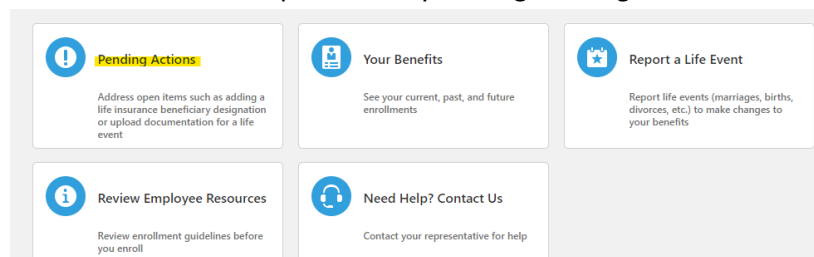 Pending Actions
Address open items such as adding a
life insurance beneficiary designation
or upload documentation for a life
event
Your Benefits
See your current, past, and future
enrollments
Report a Life Event
Report life events (marriages, births,
divorces, etc.) to make changes to
your benefits
Review Employee Resources
Review enrollment guidelines before
you enroll
Need Help? Contact Us
Contact your representative for help